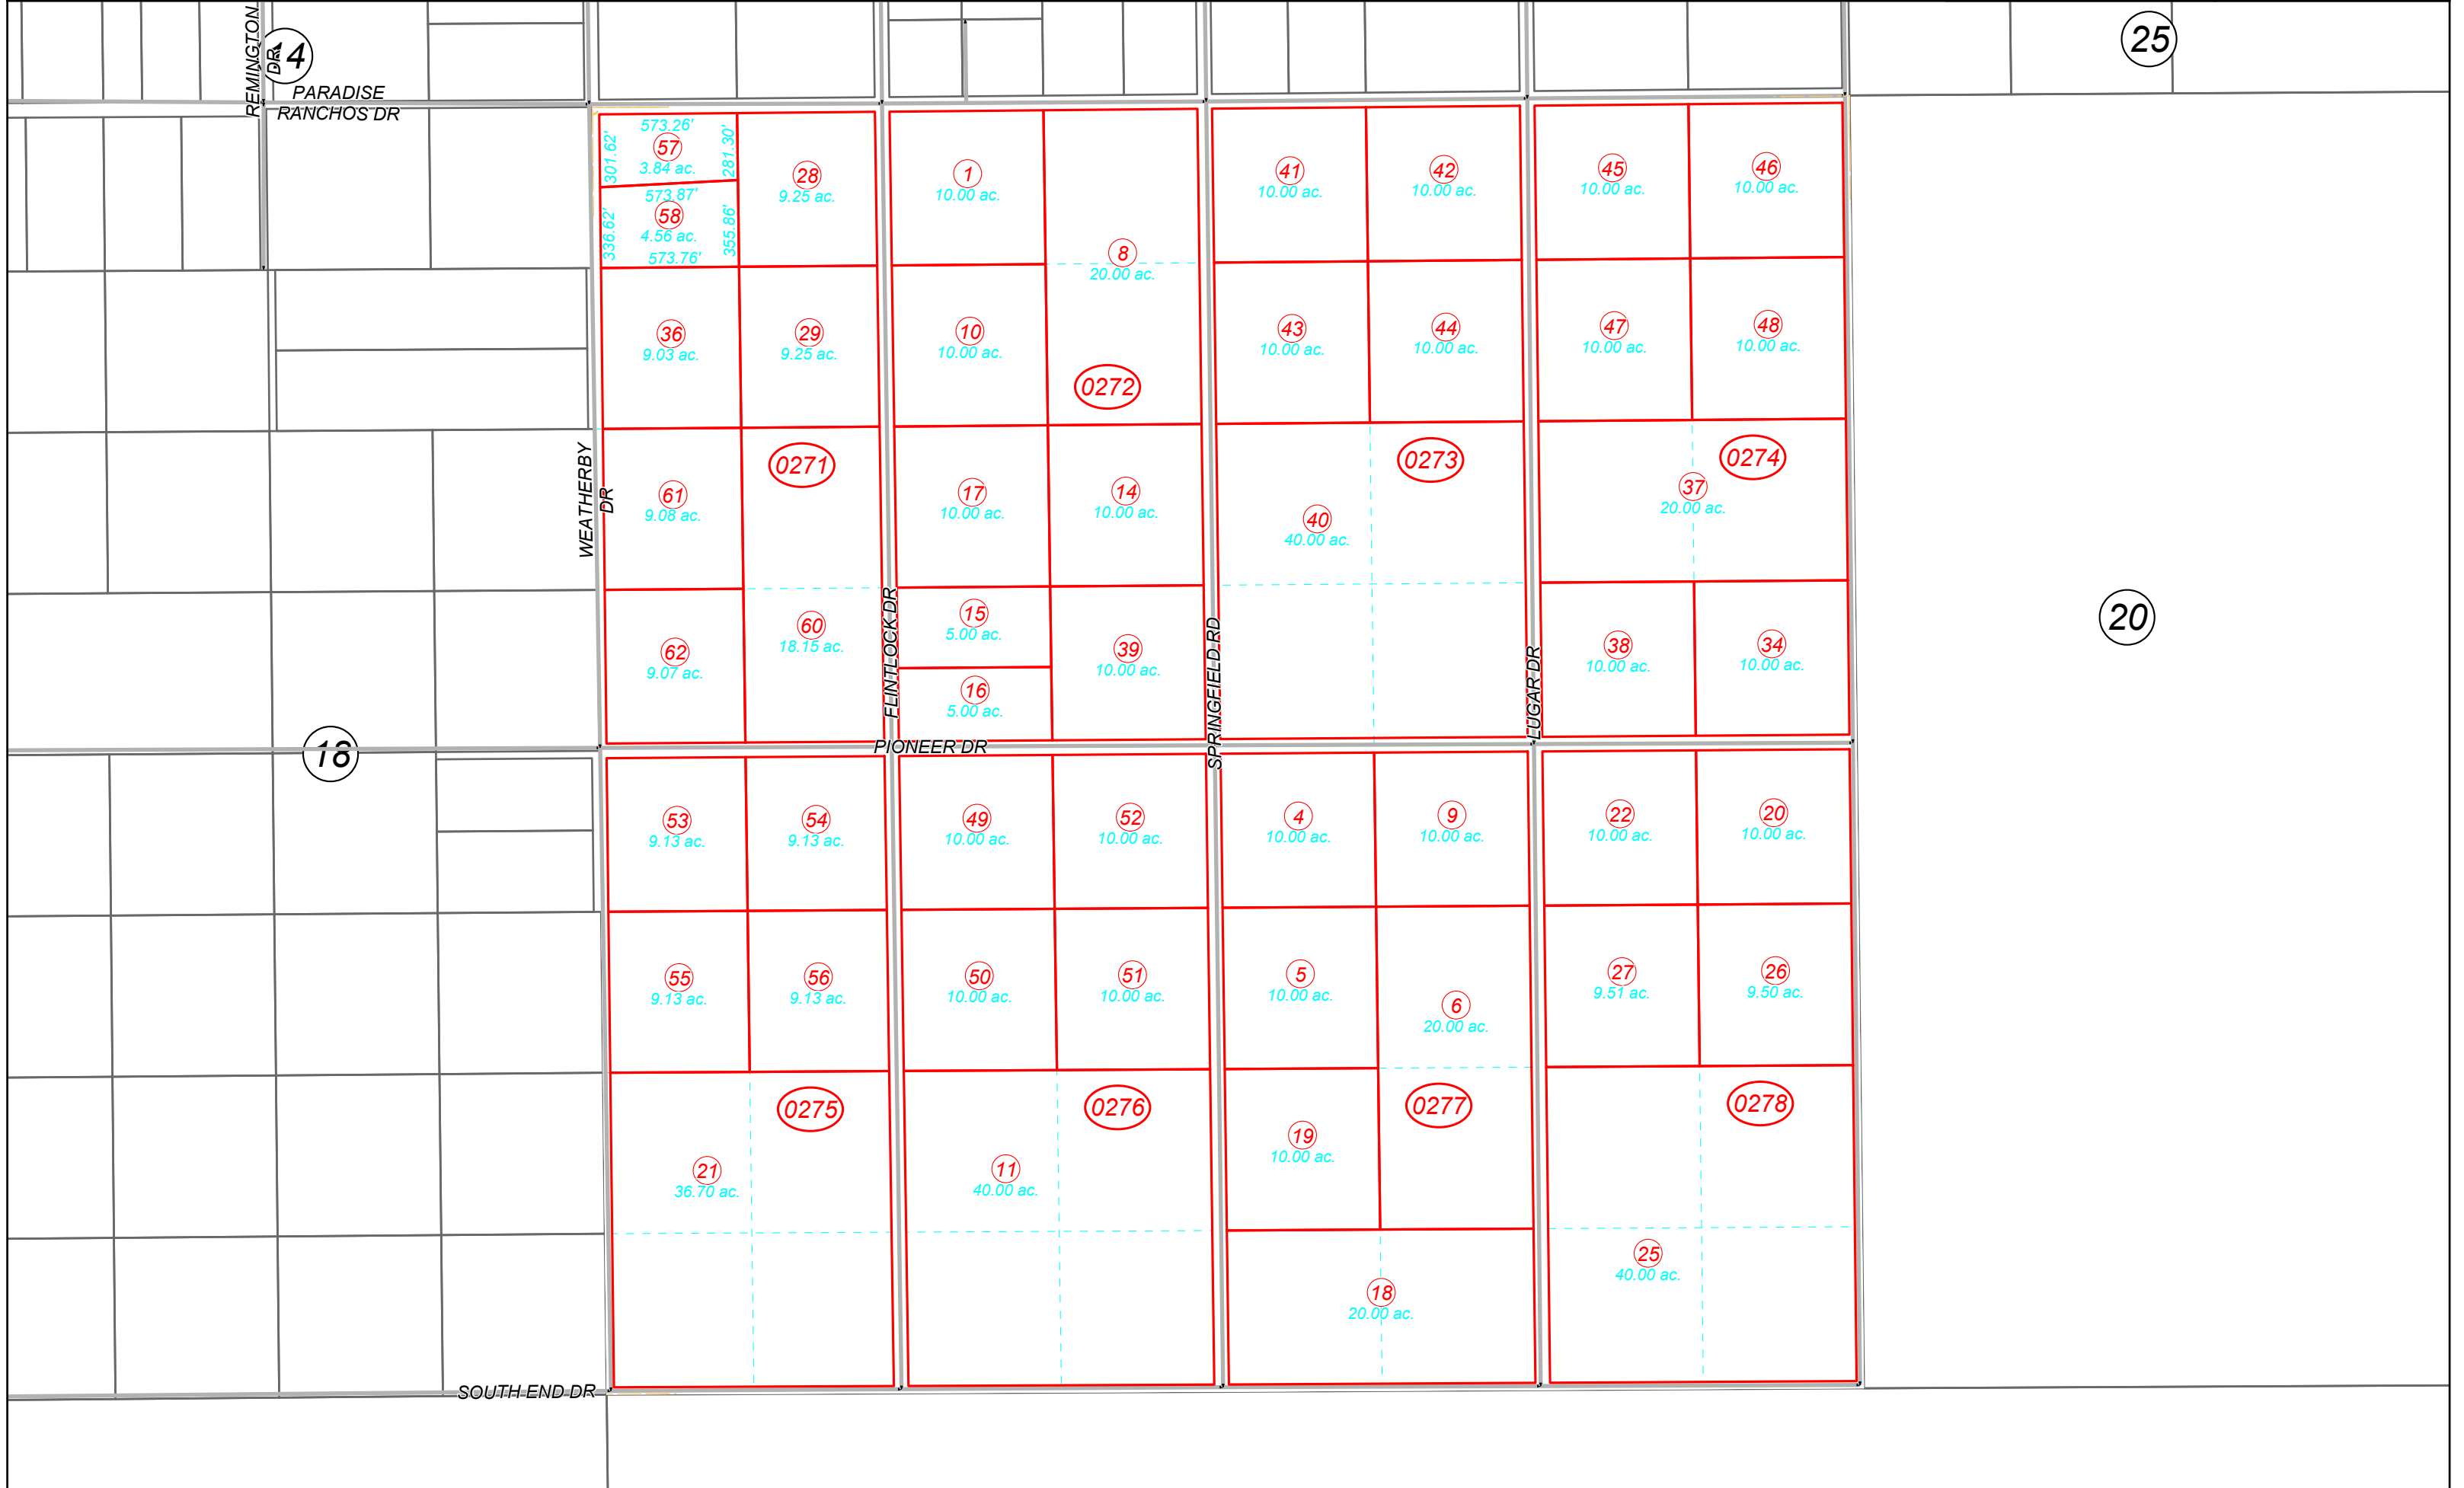 REMINGTON
DR
14
25
PARADISE
RANCHOS DR
573.26'
301.62'
57
3.84 ac.
281.30'
573.87'
336.62'
58
4.56 ac.
355.86'
573.76'
28
9.25 ac.
1
10.00 ac.
8
20.00 ac.
41
10.00 ac.
42
10.00 ac.
45
10.00 ac.
46
10.00 ac.
36
9.03 ac.
29
9.25 ac.
10
10.00 ac.
0272
43
10.00 ac.
44
10.00 ac.
47
10.00 ac.
48
10.00 ac.
WEATHERBY
DR
0271
61
9.08 ac.
17
10.00 ac.
14
10.00 ac.
0273
40
40.00 ac.
0274
37
20.00 ac.
62
9.07 ac.
60
18.15 ac.
FLINTLOCK DR
15
5.00 ac.
16
5.00 ac.
39
10.00 ac.
SPRINGFIELD RD
LUGAR DR
38
10.00 ac.
34
10.00 ac.
20
18
PIONEER DR
53
9.13 ac.
54
9.13 ac.
49
10.00 ac.
52
10.00 ac.
4
10.00 ac.
9
10.00 ac.
22
10.00 ac.
20
10.00 ac.
55
9.13 ac.
56
9.13 ac.
50
10.00 ac.
51
10.00 ac.
5
10.00 ac.
6
20.00 ac.
27
9.51 ac.
26
9.50 ac.
0275
0276
0277
0278
21
36.70 ac.
11
40.00 ac.
19
10.00 ac.
25
40.00 ac.
18
20.00 ac.
SOUTH END DR